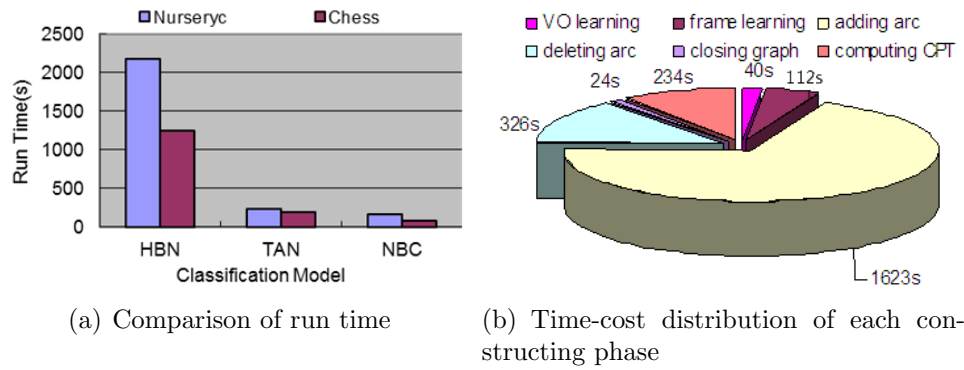 Nurseryc Chess
2500
2000
1500
1000
500
0
Run Time(s)
HBN TAN NBC
Classification Model
(a) Comparison of run time
VO learning frame learning adding arc
deleting arc closing graph computing CPT
24s 234s 40s 112s
326s
1623s
(b) Time-cost distribution of each con-
structing phase